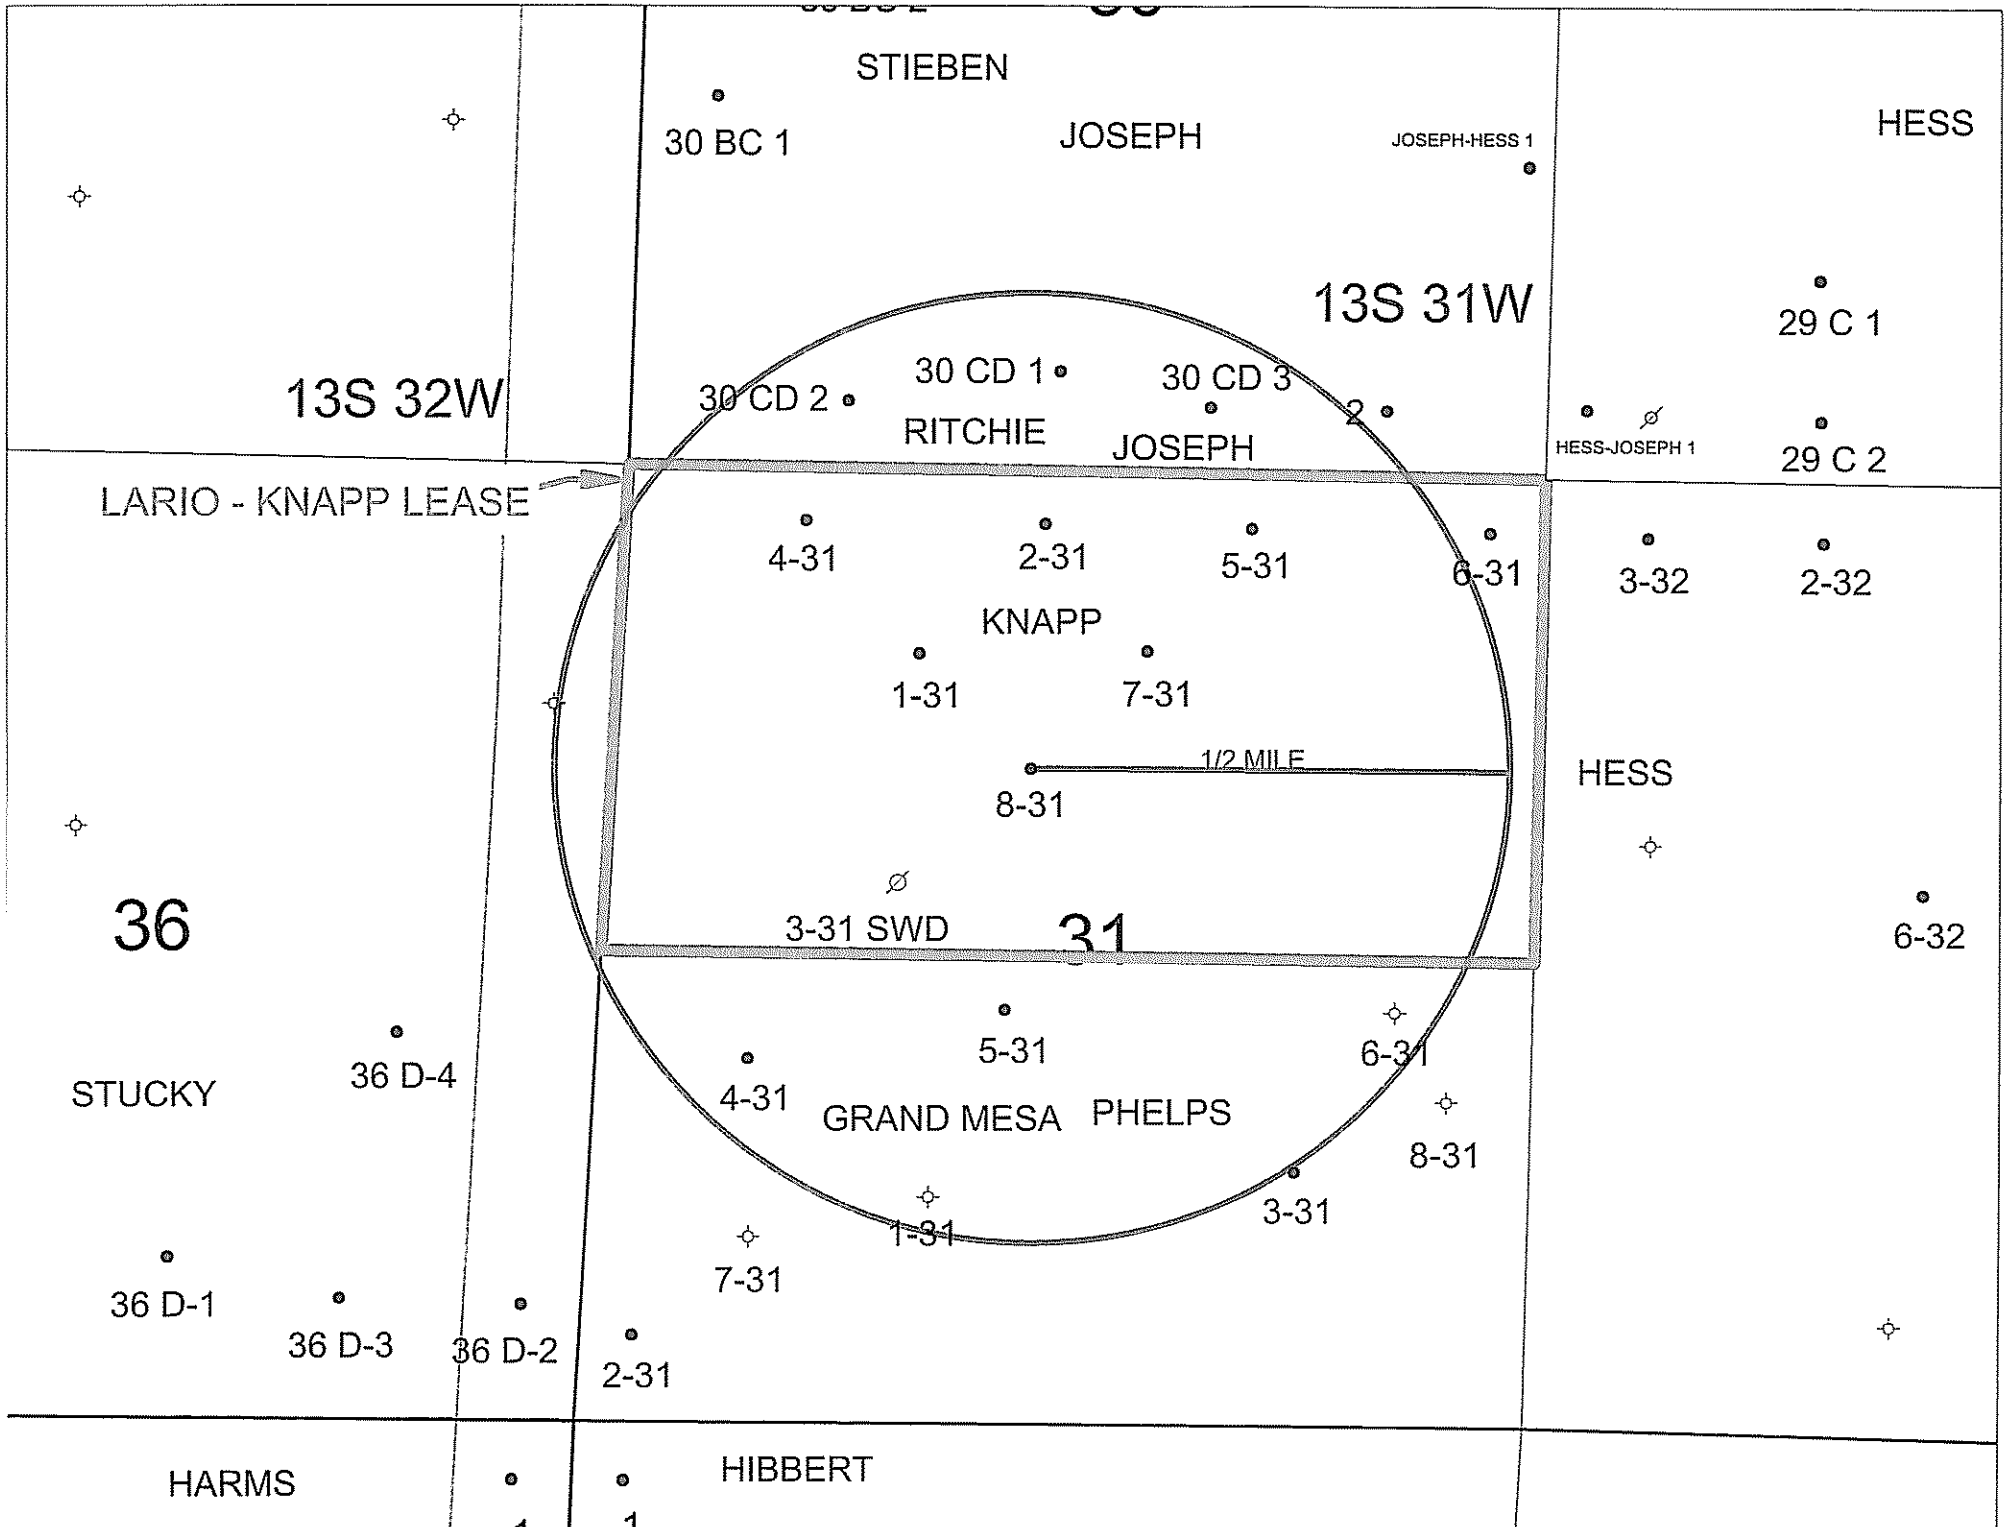 STIEBEN
30 BC 1
JOSEPH
JOSEPH-HESS 1
HESS
13S 31W
29 C 1
13S 32W
30 CD 2
30 CD 1
30 CD 3
2
RITCHIE
JOSEPH
HESS-JOSEPH 1
29 C 2
LARIO - KNAPP LEASE
4-31
2-31
5-31
6-31
3-32
2-32
KNAPP
1-31
7-31
1/2 MILE
8-31
HESS
36
3-31 SWD
31
6-32
STUCKY
36 D-4
4-31
5-31
6-31
GRAND MESA
PHELPS
8-31
1-31
3-31
7-31
36 D-1
36 D-3
36 D-2
2-31
HARMS
HIBBERT
1
1